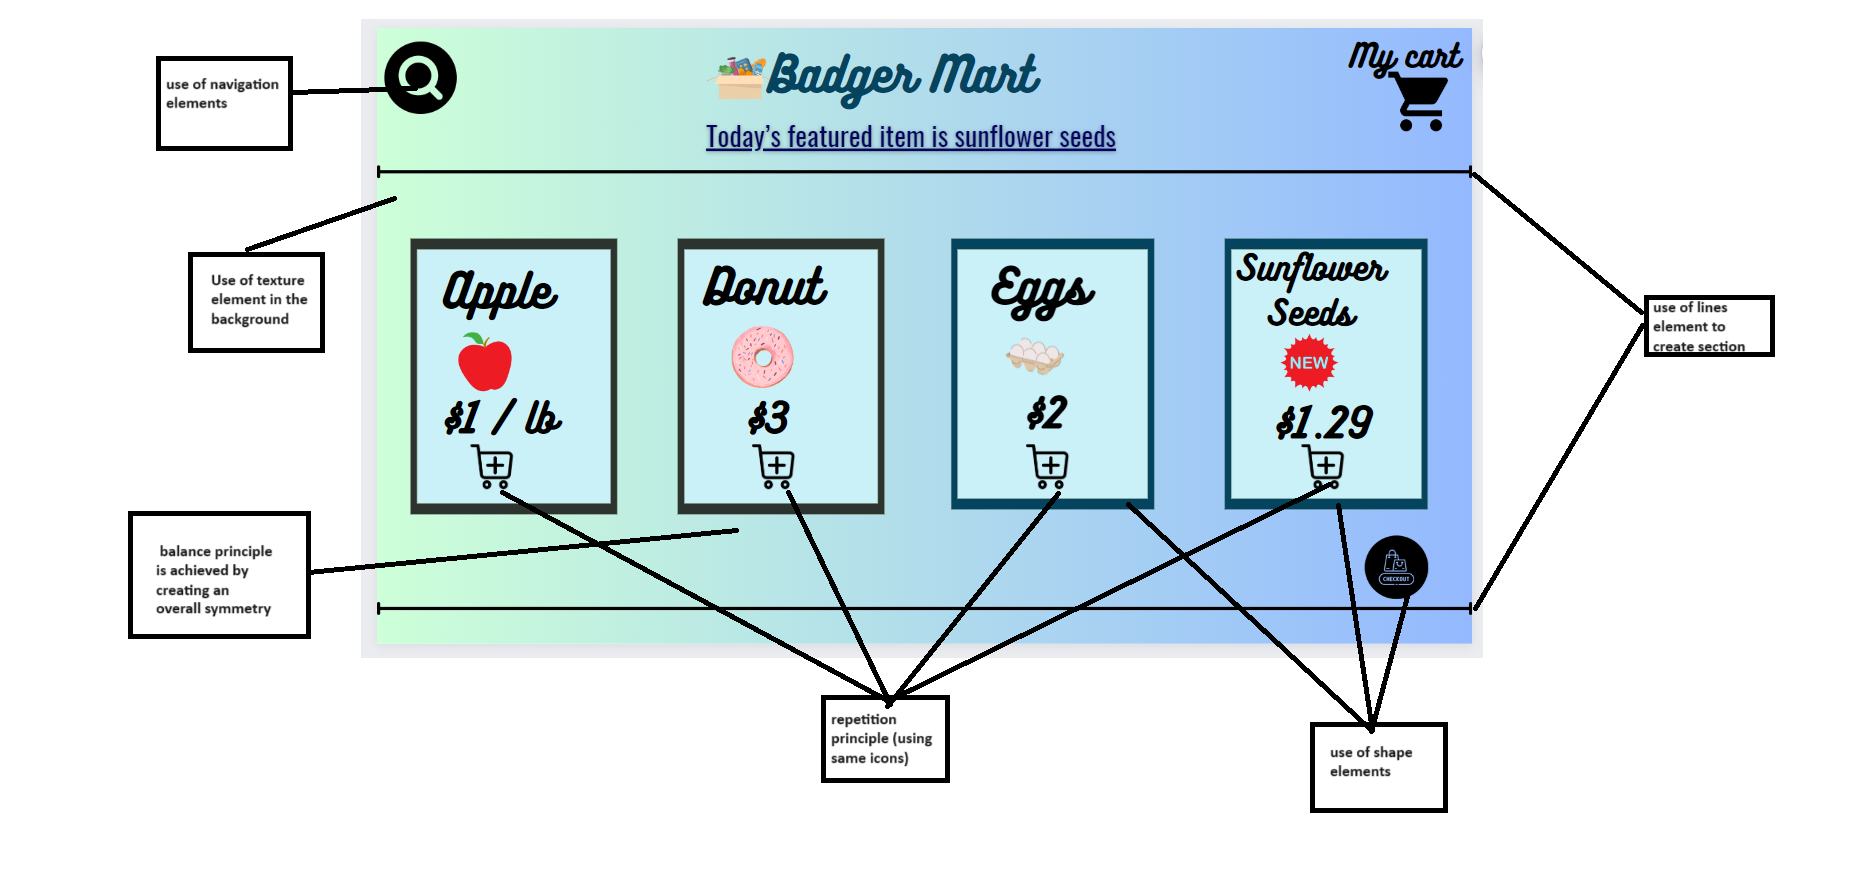 use of navigation
elements
Badger Mart
My cart
Today's featured item is sunflower seeds
Use of texture
element in the
background
Apple
$1 / lb
Donut
$3
Eggs
$2
Sunflower
Seeds
NEW
$1.29
use of lines
element to
create section
balance principle
is achieved by
creating an
overall symmetry
CHECKOUT
repetition
principle (using
same icons)
use of shape
elements